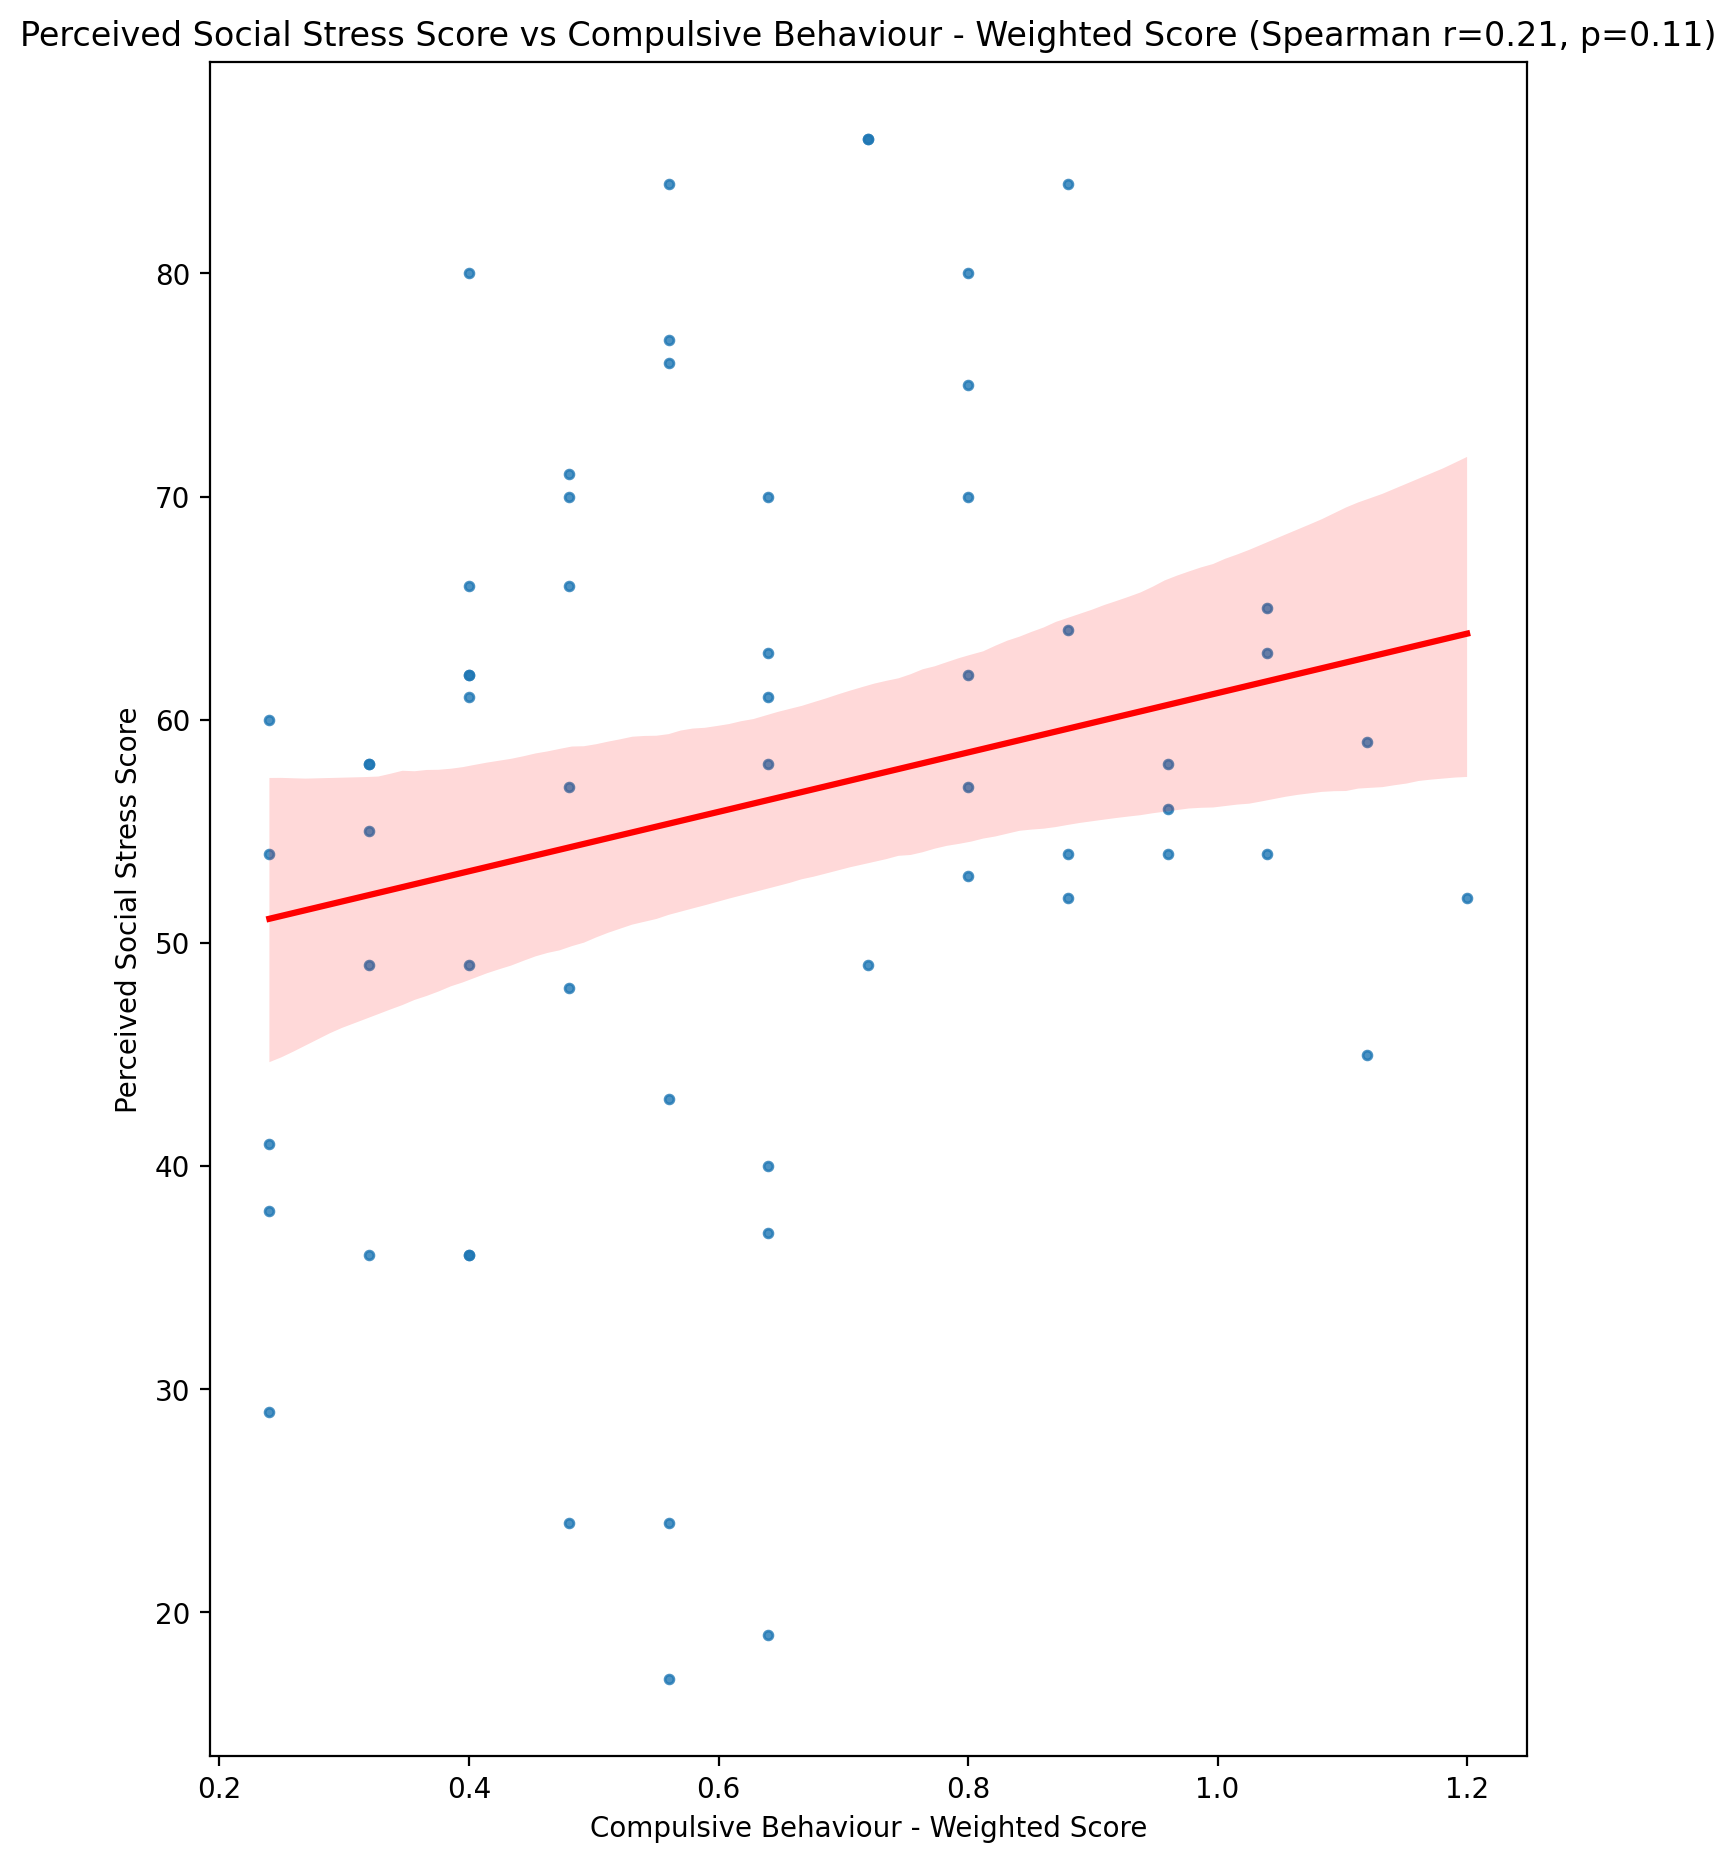 Perceived Social Stress Score vs Compulsive Behaviour - Weighted Score (Spearman r=0.21, p=0.11)
Perceived Social Stress Score
80
70
60
50
40
30
20
0.2 0.4 0.6 0.8 1.0 1.2
Compulsive Behaviour - Weighted Score